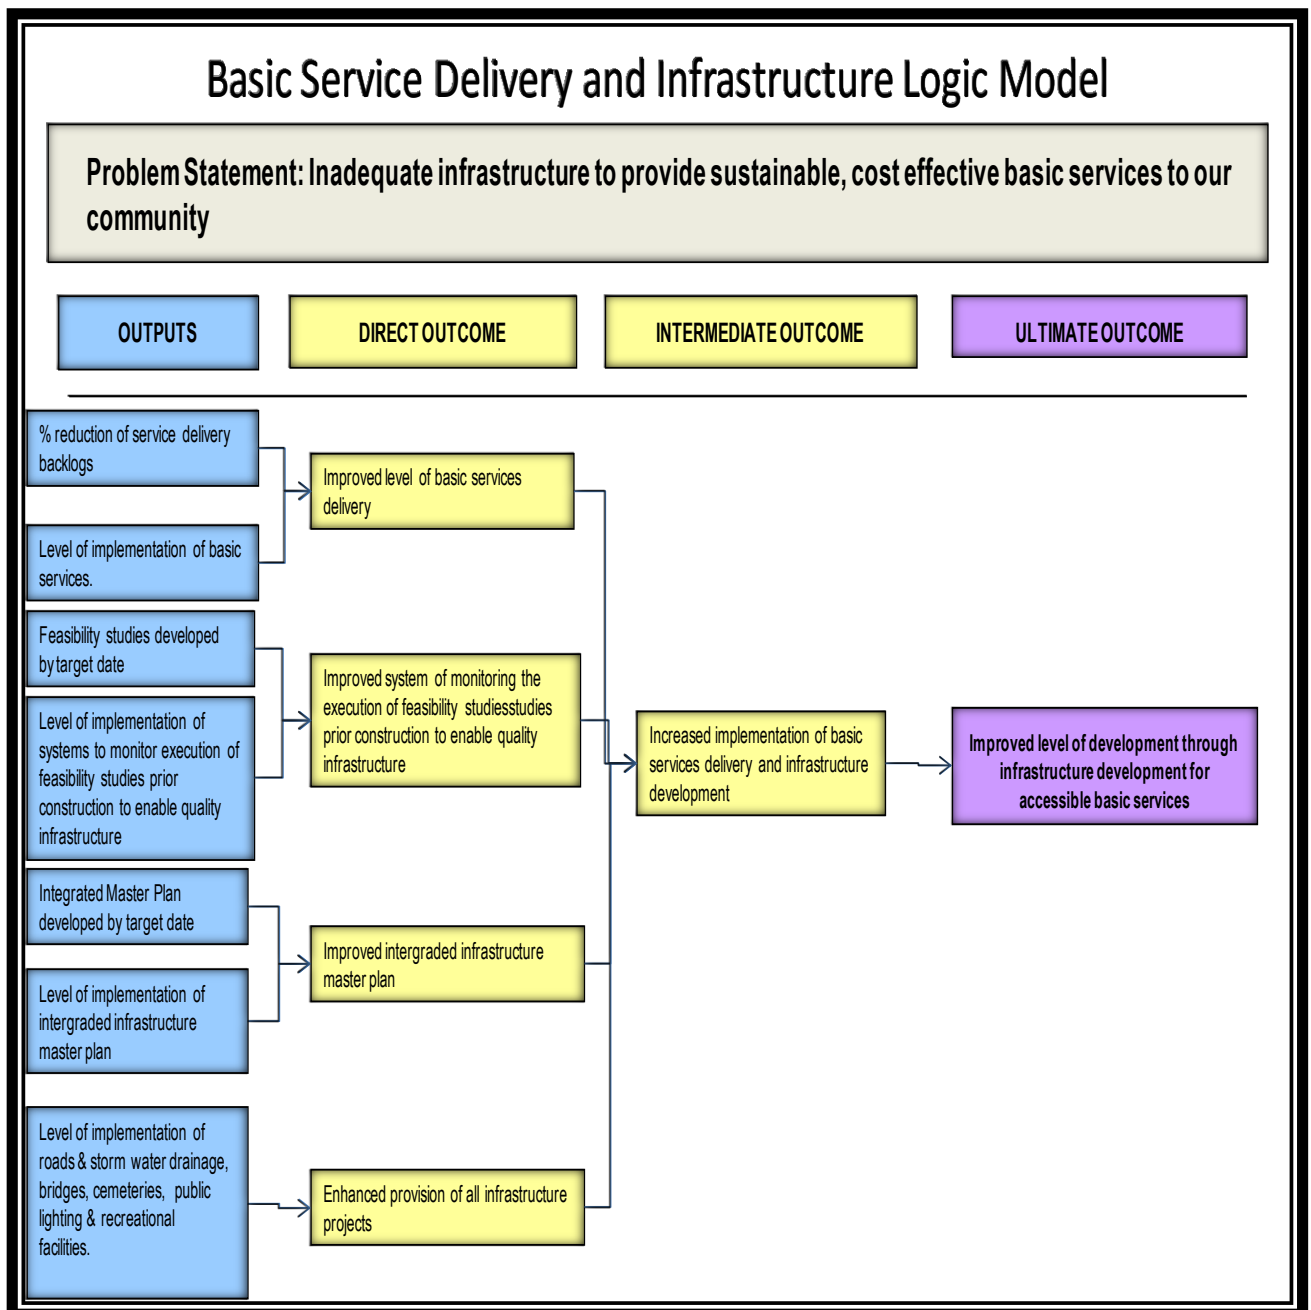 Basic Service Delivery and Infrastructure Logic Model
Problem Statement: Inadequate infrastructure to provide sustainable, cost effective basic services to our
community
OUTPUTS
DIRECT OUTCOME
INTERMEDIATE OUTCOME
ULTIMATE OUTCOME
% reduction of service delivery
backlogs
Level of implementation of basic
services.
Feasibility studies developed
by target date
Level of implementation of
systems to monitor execution of
feasibility studies prior
construction to enable quality
infrastructure
Integrated Master Plan
developed by target date
Level of implementation of
intergraded infrastructure
master plan
Level of implementation of
roads & storm water drainage,
bridges, cemeteries, public
lighting & recreational
facilities.
Improved level of basic services
delivery
Improved system of monitoring the
execution of feasibility studiesstudies
prior construction to enable quality
infrastructure
Improved intergraded infrastructure
master plan
Enhanced provision of all infrastructure
projects
Increased implementation of basic
services delivery and infrastructure
development
Improved level of development through
infrastructure development for
accessible basic services